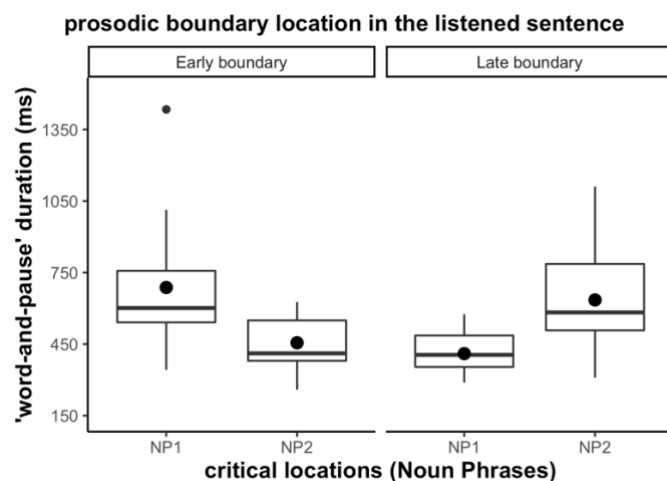 prosodic boundary location in the listened sentence
Early boundary
Late boundary
'word-and-pause' duration (ms)
1350
1050
750
450
150
NP1
NP2
NP1
NP2
critical locations (Noun Phrases)